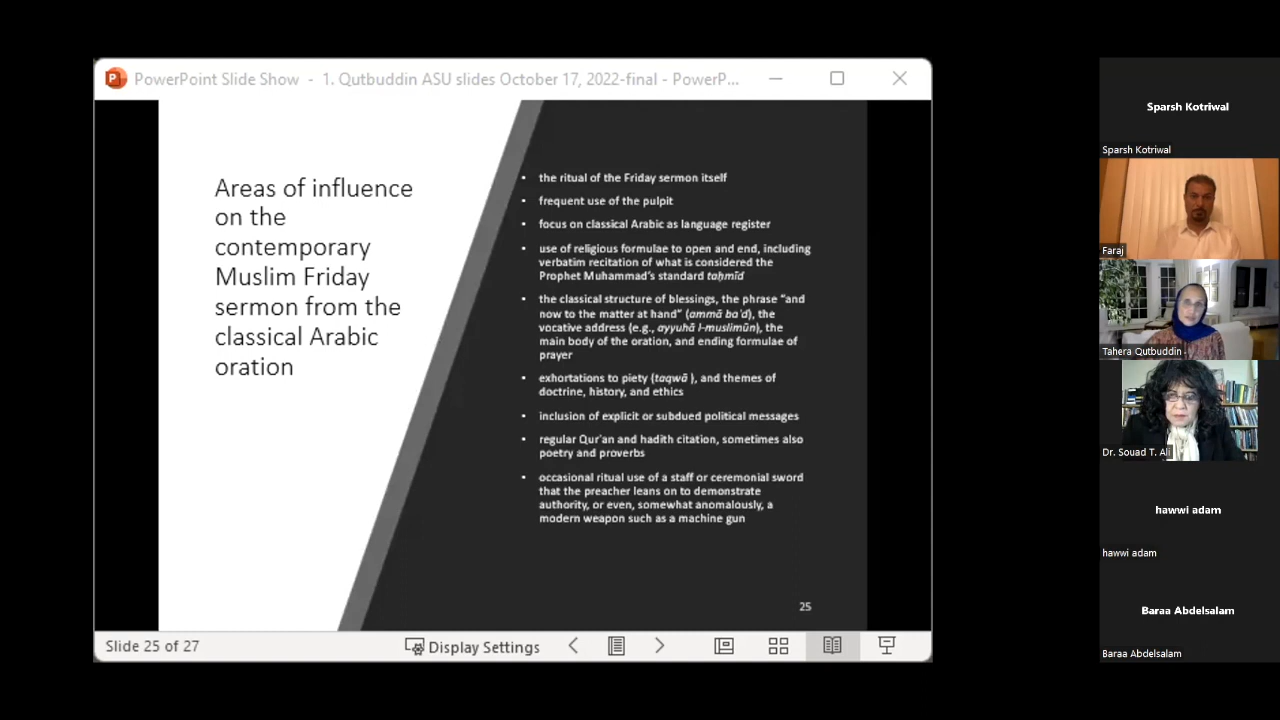 PowerPoint Slide Show - 1. Qutbuddin ASU slides October 17, 2022-final - PowerP...
Areas of influence
on the
contemporary
Muslim Friday
sermon from the
classical Arabic
oration
• the ritual of the Friday sermon itself
• frequent use of the pulpit
• focus on classical Arabic as language register
• use of religious formulae to open and end, including
verbatim recitation of what is considered the
Prophet Muhammad's standard taḥmīd
• the classical structure of blessings, the phrase “and
now to the matter at hand” (ammā baʿd), the
vocative address (e.g., ayyuhā l-muslimūn), the
main body of the oration, and ending formulae of
prayer
• exhortations to piety (taqwā ), and themes of
doctrine, history, and ethics
• inclusion of explicit or subdued political messages
• regular Qurʾan and hadith citation, sometimes also
poetry and proverbs
• occasional ritual use of a staff or ceremonial sword
that the preacher leans on to demonstrate
authority, or even, somewhat anomalously, a
modern weapon such as a machine gun
25
Slide 25 of 27
Display Settings
Sparsh Kotriwal
Sparsh Kotriwal
Faraj
Tahera Qutbuddin
Dr. Souad T. Ali
hawwi adam
hawwi adam
Baraa Abdelsalam
Baraa Abdelsalam